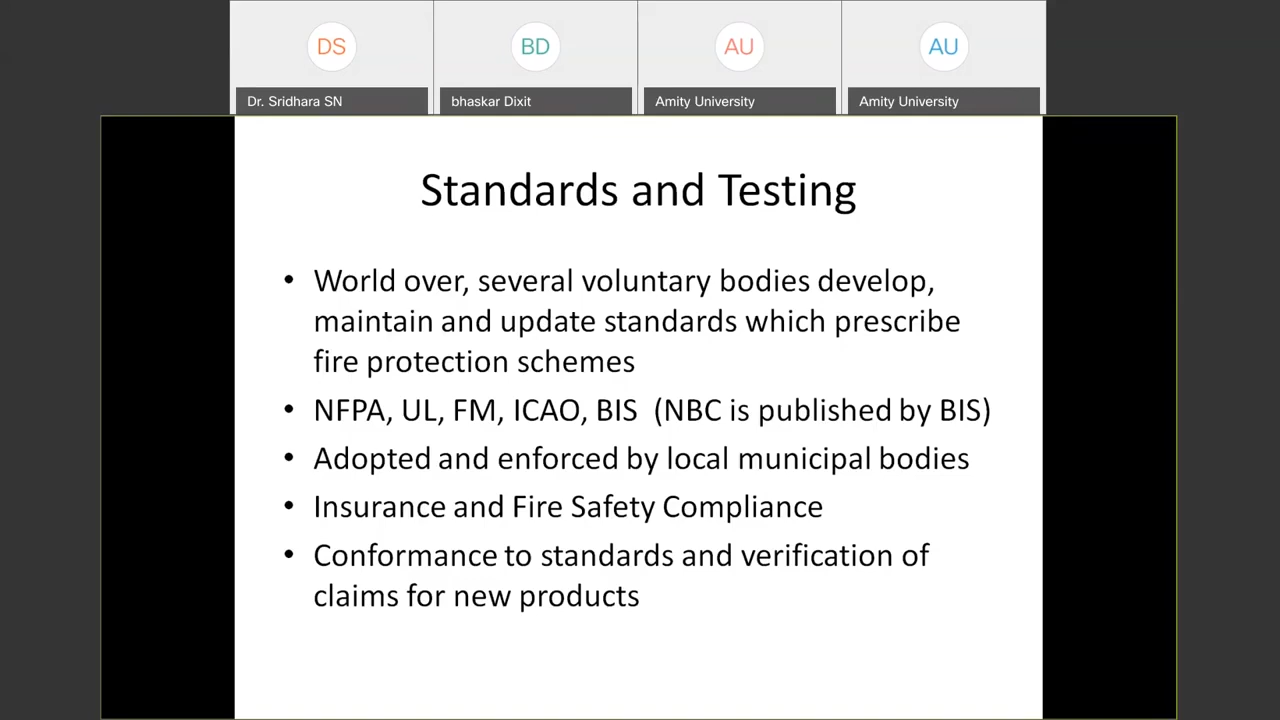 DS
BD
AU
AU
Dr. Sridhara SN
bhaskar Dixit
Amity University
Amity University
Standards and Testing
• World over, several voluntary bodies develop,
maintain and update standards which prescribe
fire protection schemes
• NFPA, UL, FM, ICAO, BIS (NBC is published by BIS)
• Adopted and enforced by local municipal bodies
• Insurance and Fire Safety Compliance
• Conformance to standards and verification of
claims for new products